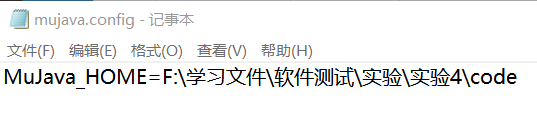 mujava.config - 记事本
文件(F) 编辑(E) 格式(O) 查看(V) 帮助(H)
MuJava_HOME=F:\学习文件\软件测试\实验\实验4\code